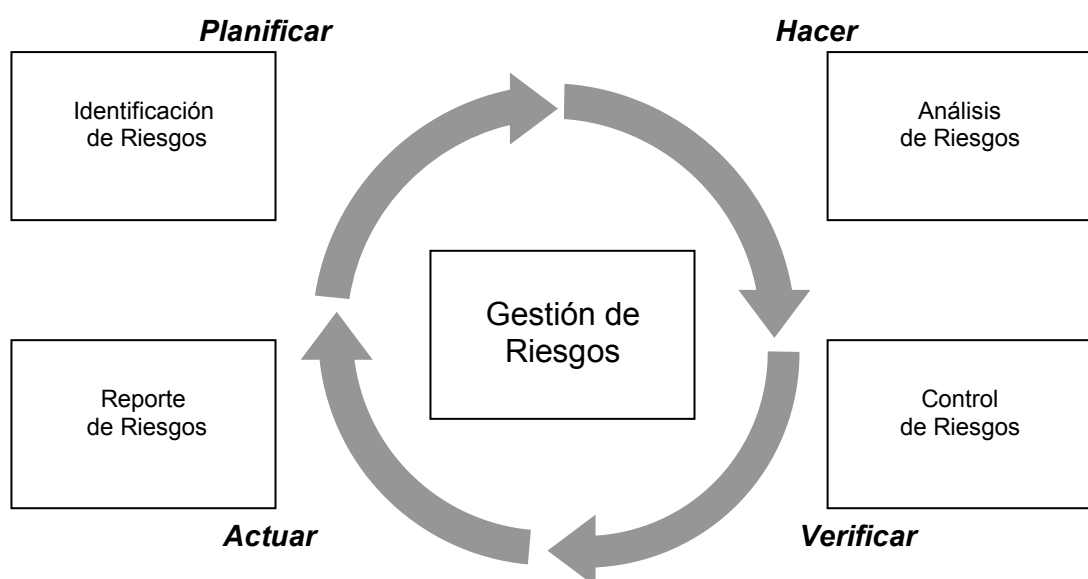 Planificar
Hacer
Identificación
de Riesgos
Análisis
de Riesgos
Gestión de
Riesgos
Reporte
de Riesgos
Control
de Riesgos
Actuar
Verificar